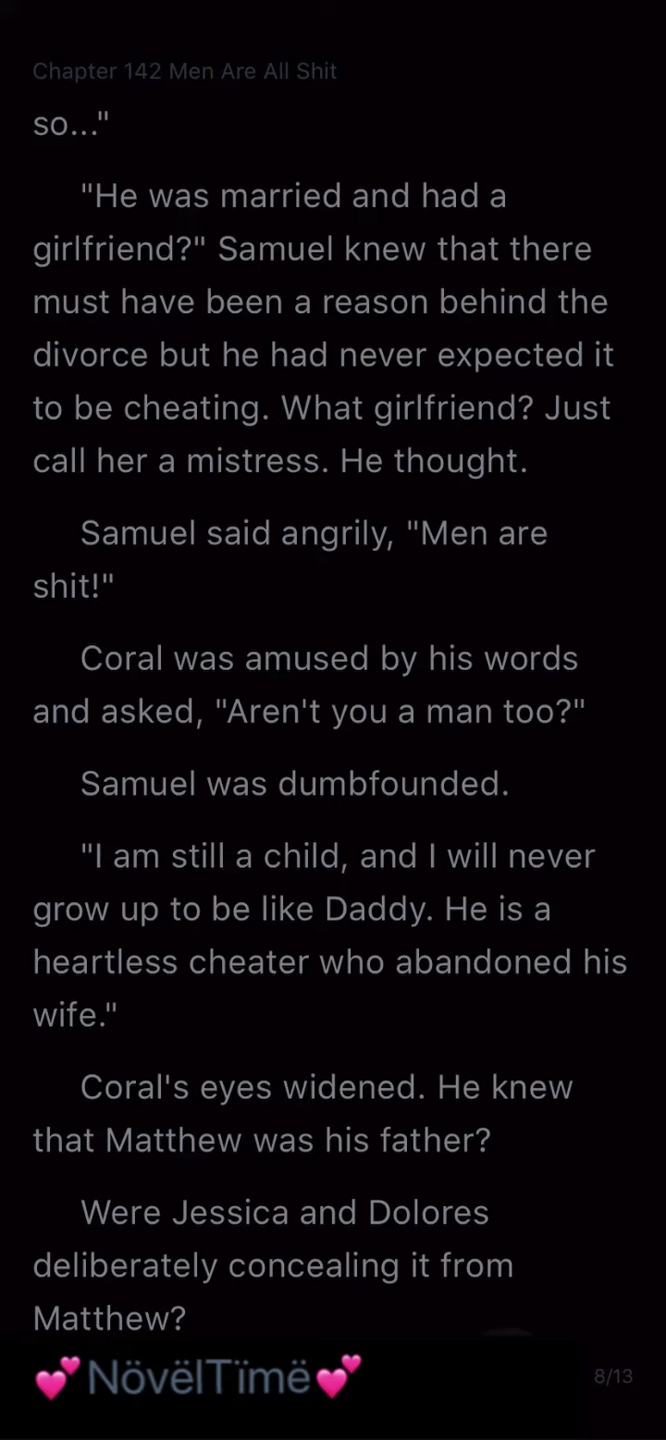 Chapter 142 Men Are All Shit
so..."
"He was married and had a
girlfriend?" Samuel knew that there
must have been a reason behind the
divorce but he had never expected it
to be cheating. What girlfriend? Just
call her a mistress. He thought.
Samuel said angrily, "Men are
shit!"
Coral was amused by his words
and asked, "Aren't you a man too?"
Samuel was dumbfounded.
"I am still a child, and I will never
grow up to be like Daddy. He is a
heartless cheater who abandoned his
wife."
Coral's eyes widened. He knew
that Matthew was his father?
Were Jessica and Dolores
deliberately concealing it from
Matthew?
💕NövëlTïmë💕
8/13